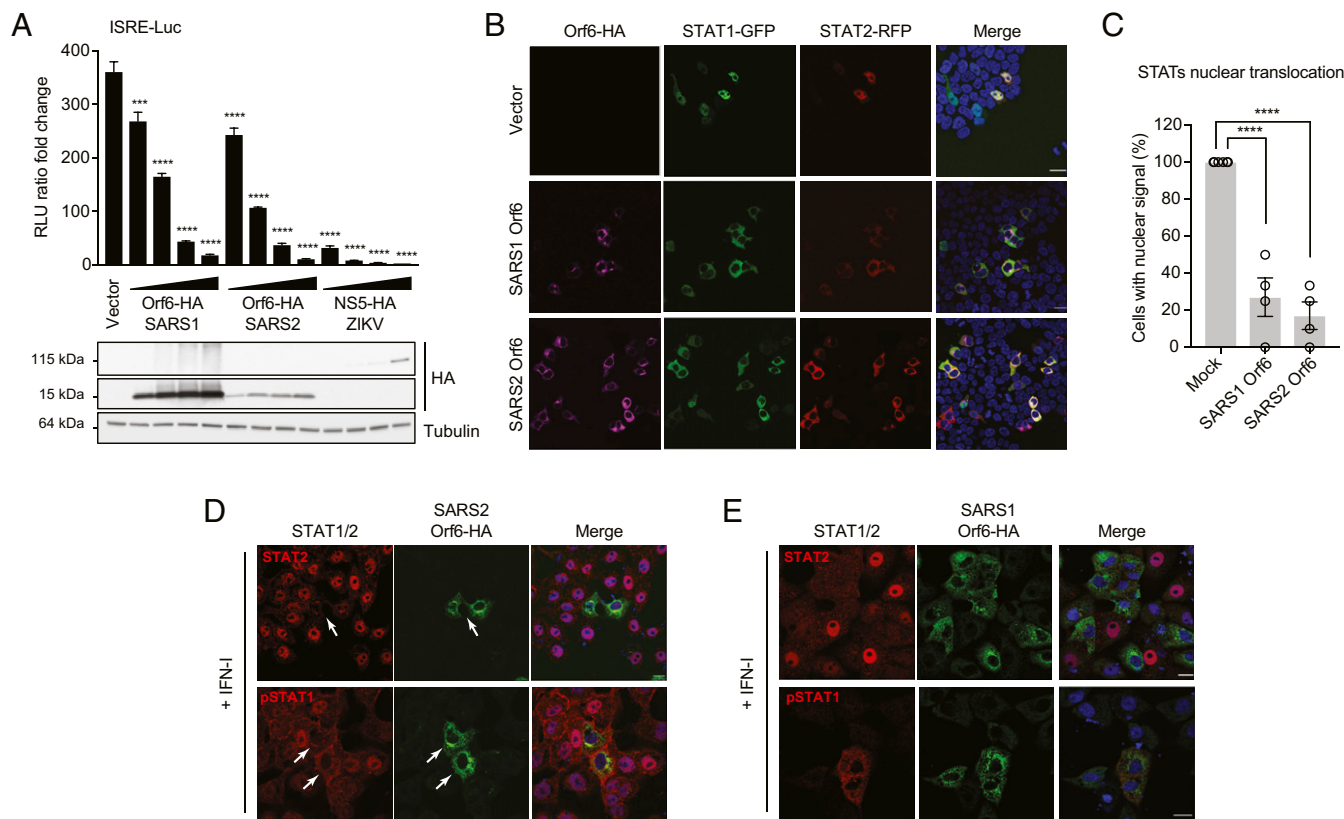 A
ISRE-Luc
RLU ratio fold change
400
300
200
100
0
***
****
****
****
****
****
****
****
****
****
****
****
Vector
Orf6-HA
SARS1
Orf6-HA
SARS2
NS5-HA
ZIKV
115 kDa
15 kDa
64 kDa
HA
Tubulin
B
Orf6-HA STAT1-GFP STAT2-RFP Merge
Vector
SARS1 Orf6
SARS2 Orf6
C
STATs nuclear translocation
Cells with nuclear signal (%)
120
100
80
60
40
20
0
****
****
Mock
SARS1 Orf6
SARS2 Orf6
D
STAT1/2
SARS2
Orf6-HA
Merge
+ IFN-I
STAT2
pSTAT1
E
STAT1/2
SARS1
Orf6-HA
Merge
+ IFN-I
STAT2
pSTAT1